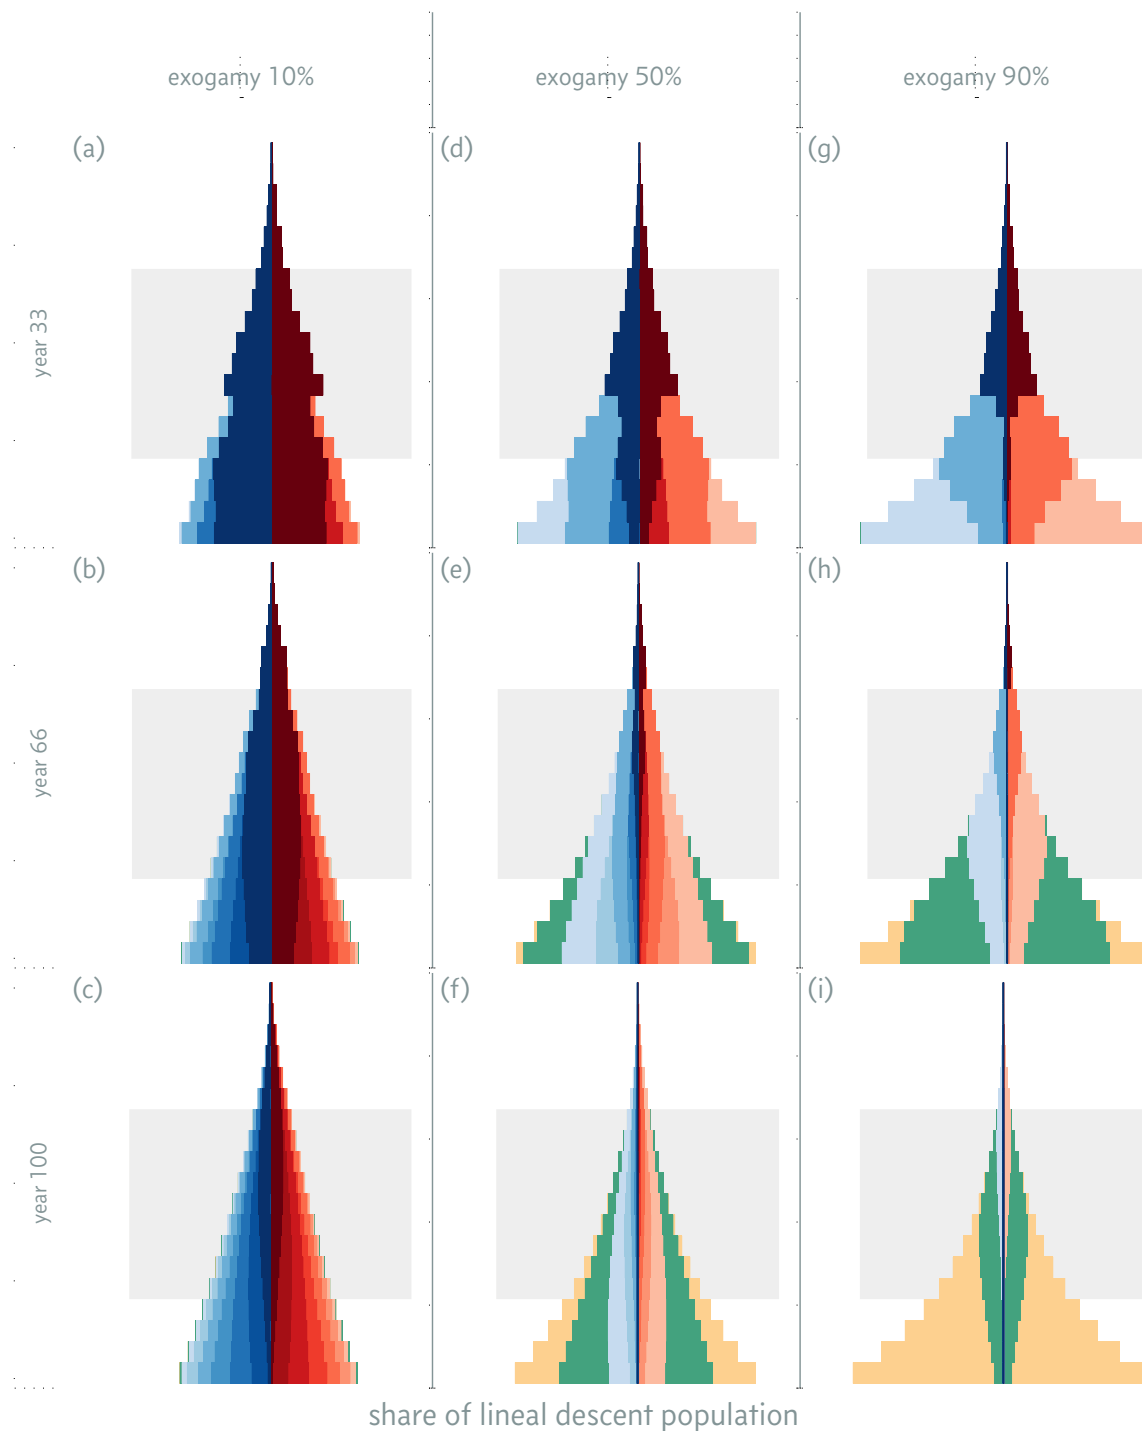 exogamy 10%
exogamy 50%
exogamy 90%
year 33
(a)
(d)
(g)
year 66
(b)
(e)
(h)
year 100
(c)
(f)
(i)
share of lineal descent population